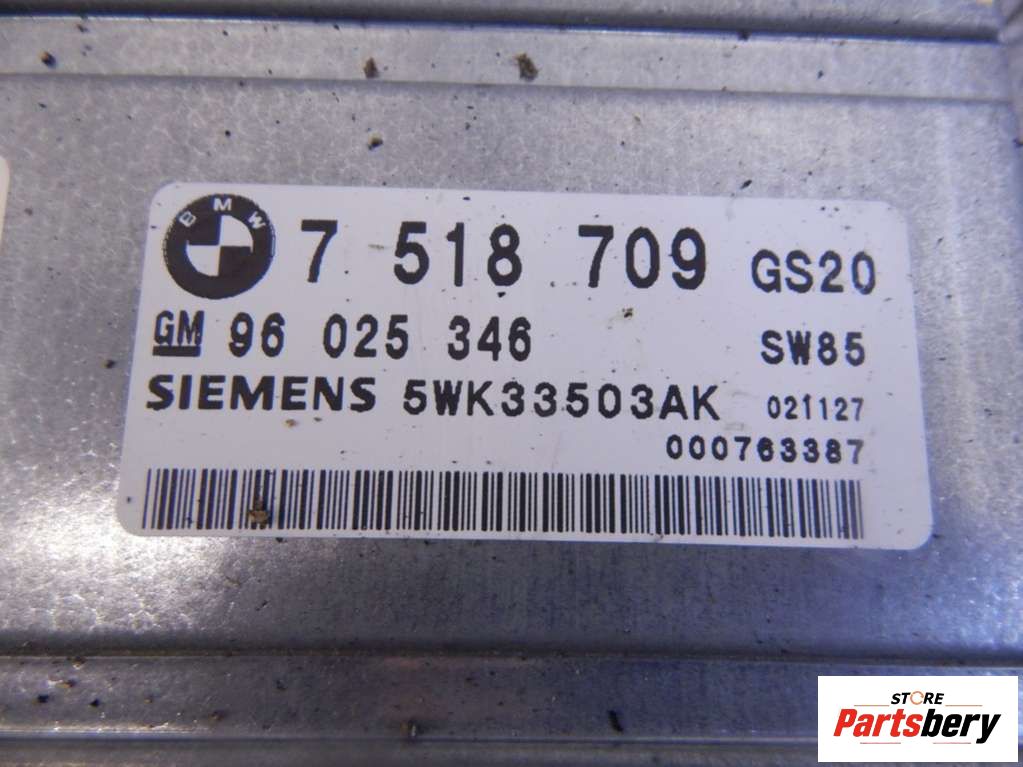 BMW 7 518 709 GS20
GM 96 025 346 SW85
SIEMENS 5WK33503AK 021127
000763387
STORE
Partsbery